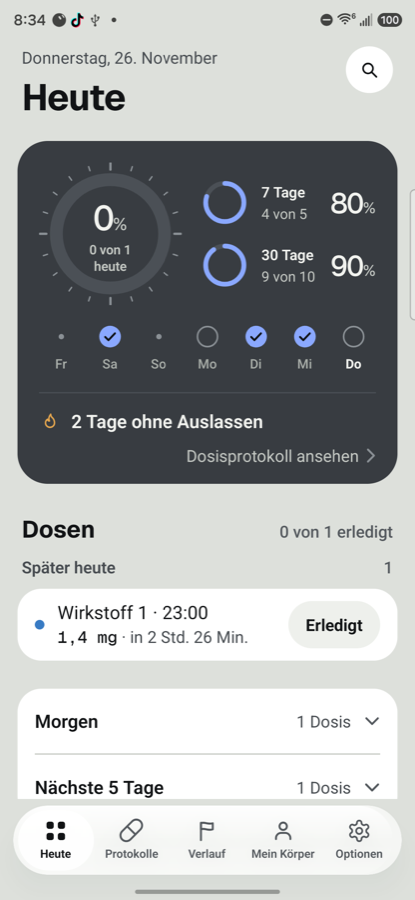 8:34
6
100
Donnerstag, 26. November
Heute
0%
0 von 1
heute
7 Tage
4 von 5
80%
30 Tage
9 von 10
90%
Fr Sa So Mo Di Mi Do
2 Tage ohne Auslassen
Dosisprotokoll ansehen
Dosen
0 von 1 erledigt
Später heute
1
Wirkstoff 1 · 23:00
1,4 mg · in 2 Std. 26 Min.
Erledigt
Morgen
1 Dosis
Nächste 5 Tage
1 Dosis
Heute
Protokolle
Verlauf
Mein Körper
Optionen